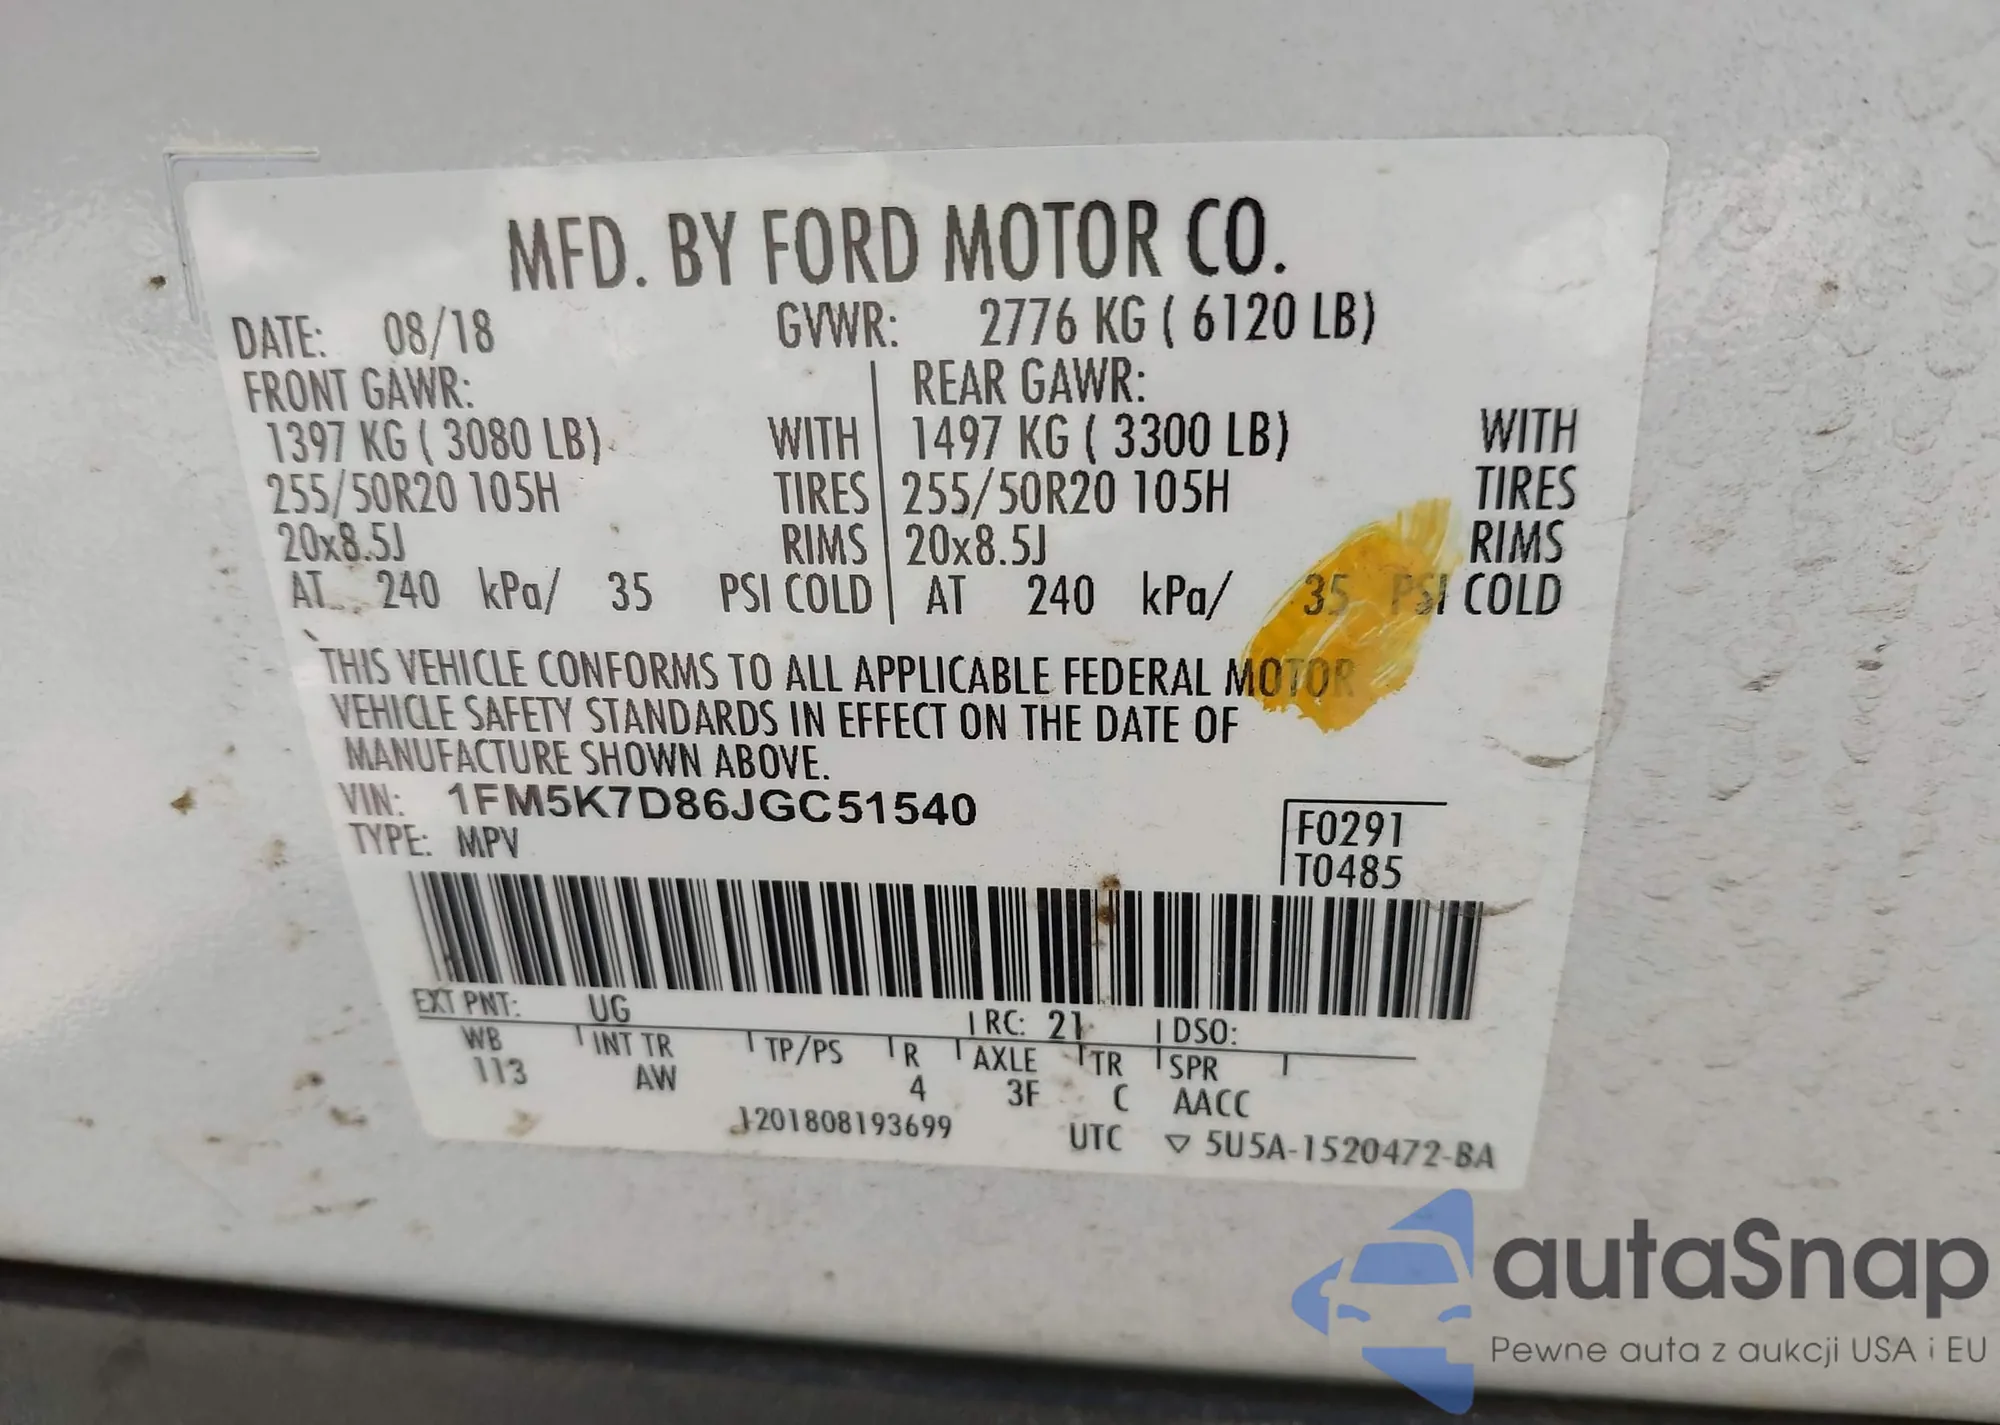 MFD. BY FORD MOTOR CO.
DATE: 08/18 GVWR: 2776 KG ( 6120 LB)
FRONT GAWR: REAR GAWR:
1397 KG ( 3080 LB) WITH 1497 KG ( 3300 LB) WITH
255/50R20 105H TIRES 255/50R20 105H TIRES
20x8.5J RIMS 20x8.5J RIMS
AT 240 kPa/ 35 PSI COLD AT 240 kPa/ 35 PSI COLD
THIS VEHICLE CONFORMS TO ALL APPLICABLE FEDERAL MOTOR
VEHICLE SAFETY STANDARDS IN EFFECT ON THE DATE OF
MANUFACTURE SHOWN ABOVE.
VIN: 1FM5K7D86JGC51540
TYPE: MPV
F0291
T0485
EXT PNT: UG RC: 21 DSO:
WB INT TR TP/PS R AXLE TR SPR
113 AW 4 3F C AACC
201808193699 UTC ▽ 5U5A-1520472-BA
autaSnap
Pewne auta z aukcji USA i EU